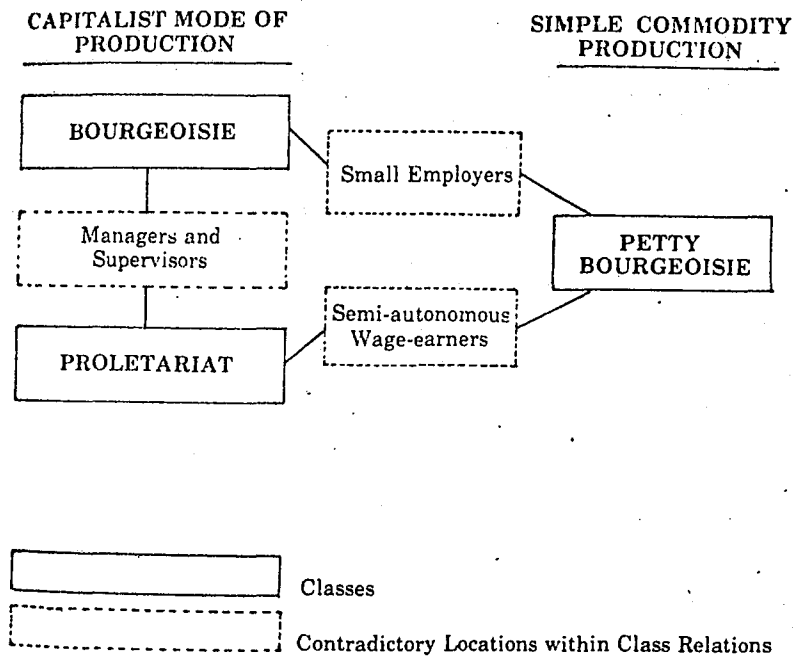 CAPITALIST MODE OF
PRODUCTION
SIMPLE COMMODITY
PRODUCTION
BOURGEOISIE
Small Employers
Managers and
Supervisors
PETTY
BOURGEOISIE
Semi-autonomous
Wage-earners
PROLETARIAT
Classes
Contradictory Locations within Class Relations